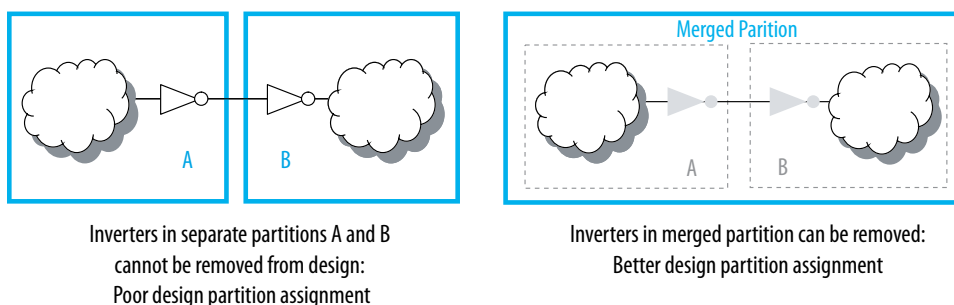 A
B
Inverters in separate partitions A and B
cannot be removed from design:
Poor design partition assignment
Merged Parition
A
B
Inverters in merged partition can be removed:
Better design partition assignment